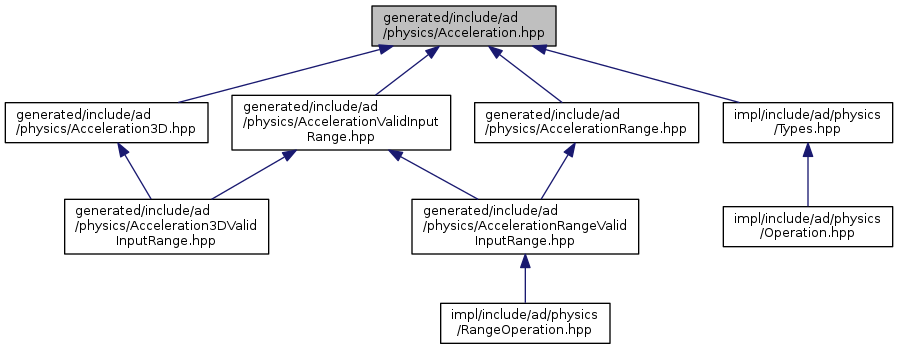 generated/include/ad
/physics/Acceleration.hpp
generated/include/ad
/physics/Acceleration3D.hpp
generated/include/ad
/physics/AccelerationValidInput
Range.hpp
generated/include/ad
/physics/AccelerationRange.hpp
impl/include/ad/physics
/Types.hpp
generated/include/ad
/physics/Acceleration3DValid
InputRange.hpp
generated/include/ad
/physics/AccelerationRangeValid
InputRange.hpp
impl/include/ad/physics
/Operation.hpp
impl/include/ad/physics
/RangeOperation.hpp